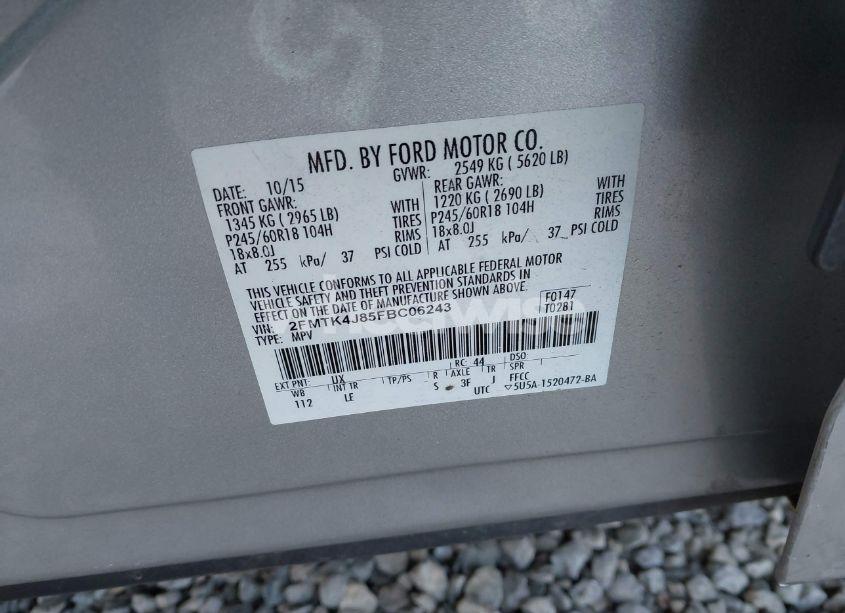 MFD. BY FORD MOTOR CO.
DATE: 10/15 GVWR: 2549 KG ( 5620 LB)
FRONT GAWR: REAR GAWR:
1345 KG ( 2965 LB) WITH 1220 KG ( 2690 LB) WITH
P245/60R18 104H TIRES P245/60R18 104H TIRES
18x8.0J RIMS 18x8.0J RIMS
AT 255 kPa/ 37 PSI COLD AT 255 kPa/ 37 PSI COLD
THIS VEHICLE CONFORMS TO ALL APPLICABLE FEDERAL MOTOR
VEHICLE SAFETY AND THEFT PREVENTION STANDARDS IN
EFFECT ON THE DATE OF MANUFACTURE SHOWN ABOVE.
VIN: 2FMTK4J85FBC06243 F0147
TYPE: MPV T0281
EXT PNT: UX RC: 44 DSO:
WB INT TR TP/PS R AXLE TR SPR
112 LE S 3F J FFCC
UTC ▽5U5A-1520472-BA